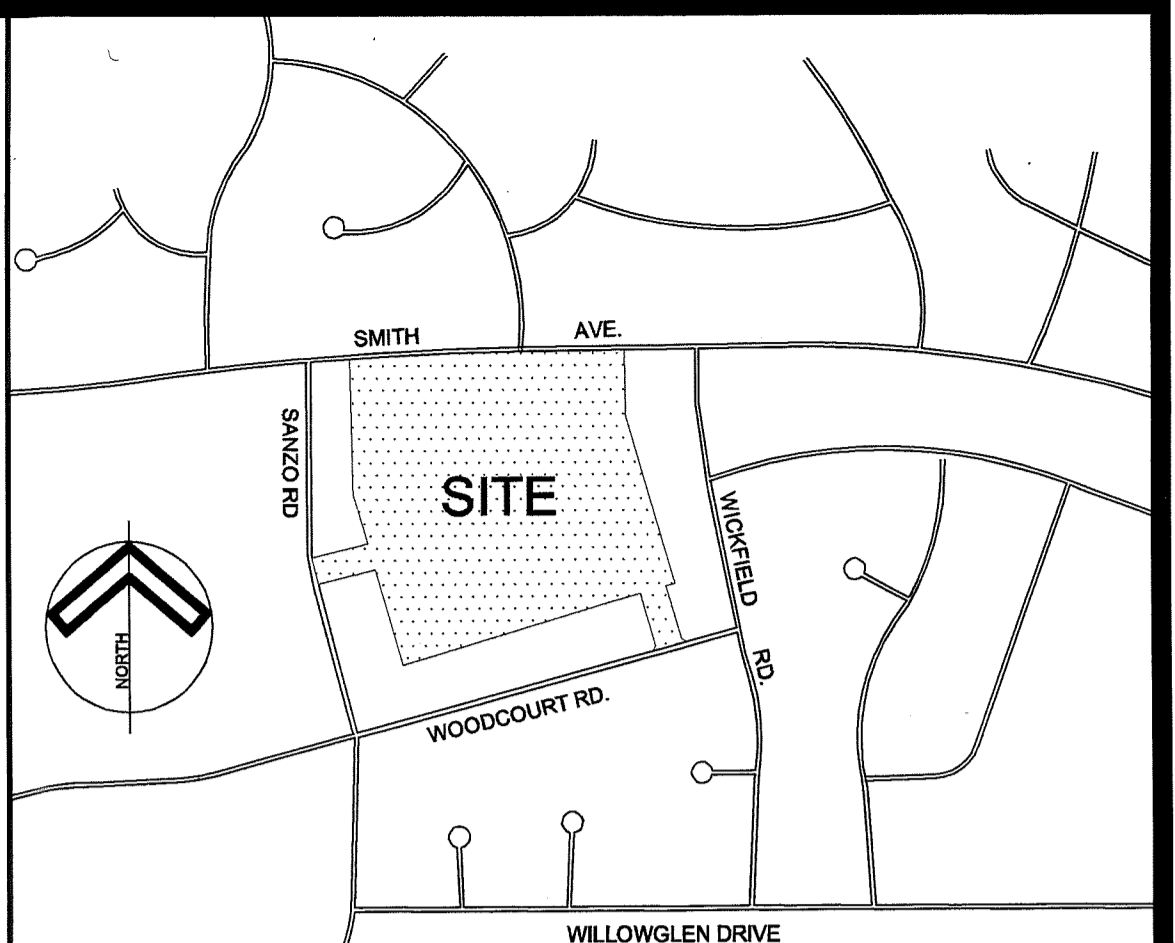 SMITH AVE.
SANZO RD
SITE
WICKFIELD RD.
NORTH
WOODCOURT RD.
WILLOWGLEN DRIVE